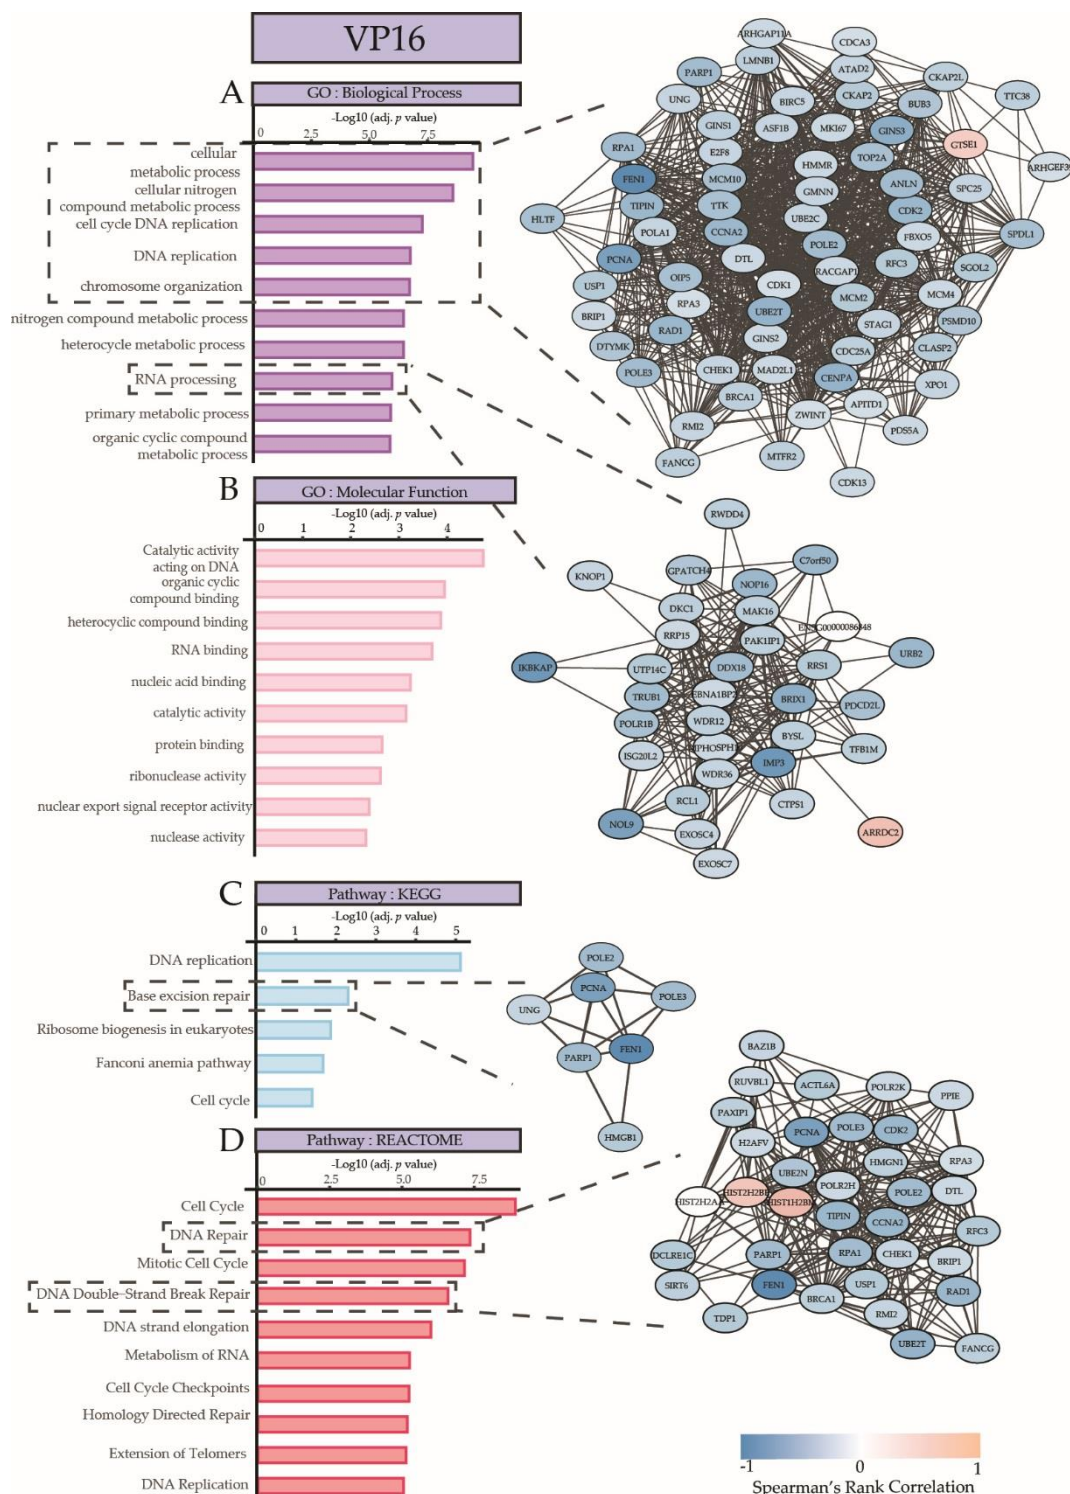 VP16
A
GO : Biological Process
-Log10 (adj. p value)
0 2.5 5.0 7.5
cellular
metabolic process
cellular nitrogen
compound metabolic process
cell cycle DNA replication
DNA replication
chromosome organization
nitrogen compound metabolic process
heterocycle metabolic process
RNA processing
primary metabolic process
organic cyclic compound
metabolic process
ARHGAP11A
CDCA3
LMNB1
ATAD2
PARP1
CKAP2L
CKAP2
UNG
BIRC5
BUB3
TTC38
GINS1
ASF1B
MKI67
GINS3
GTSE1
RPA1
E2F8
TOP2A
HMMR
ARHGEF39
FEN1
MCM10
ANLN
SPC25
GMNN
TIPIN
TTK
CDK2
HLTF
UBE2C
POLA1
CCNA2
FBXO5
SPDL1
POLE2
PCNA
DTL
RFC3
SGOL2
RACGAP1
OIP5
USP1
CDK1
MCM4
RPA3
MCM2
BRIP1
UBE2T
PSMD10
STAG1
RAD1
GINS2
DTYMK
CDC25A
CLASP2
POLE3
CHEK1
MAD2L1
CENPA
XPO1
BRCA1
APITD1
ZWINT
RMI2
PDS5A
MTFR2
FANCG
CDK13
B
GO : Molecular Function
-Log10 (adj. p value)
0 1 2 3 4
Catalytic activity
acting on DNA
organic cyclic
compound binding
heterocyclic compound binding
RNA binding
nucleic acid binding
catalytic activity
protein binding
ribonuclease activity
nuclear export signal receptor activity
nuclease activity
RWDD4
C7orf50
KNOP1
GPATCH4
NOP16
DKC1
MAK16
ENSG00000086848
RRP15
PAK1IP1
URB2
IKBKAP
UTP14C
DDX18
RRS1
TRUB1
EBNA1BP2
BRIX1
PDCD2L
POLR1B
WDR12
BYSL
TFB1M
ISG20L2
IMP3
WDR36
RCL1
CTPS1
NOL9
EXOSC4
ARRDC2
EXOSC7
C
Pathway : KEGG
-Log10 (adj. p value)
0 1 2 3 4 5
DNA replication
Base excision repair
Ribosome biogenesis in eukaryotes
Fanconi anemia pathway
Cell cycle
POLE2
PCNA
POLE3
UNG
FEN1
PARP1
HMGB1
D
Pathway : REACTOME
-Log10 (adj. p value)
0 2.5 5.0 7.5
Cell Cycle
DNA Repair
Mitotic Cell Cycle
DNA Double-Strand Break Repair
DNA strand elongation
Metabolism of RNA
Cell Cycle Checkpoints
Homology Directed Repair
Extension of Telomers
DNA Replication
BAZ1B
RUVBL1
ACTL6A
POLR2K
PPIE
PAXIP1
PCNA
POLE3
CDK2
H2AFV
HMGN1
RPA3
UBE2N
POLR2H
POLE2
DTL
HIST2H2BE
HIST1H2BM
TIPIN
CCNA2
RFC3
DCLRE1C
PARP1
RPA1
CHEK1
BRIP1
SIRT6
FEN1
USP1
RAD1
BRCA1
RMI2
TDP1
UBE2T
FANCG
-1 0 1
Spearman's Rank Correlation